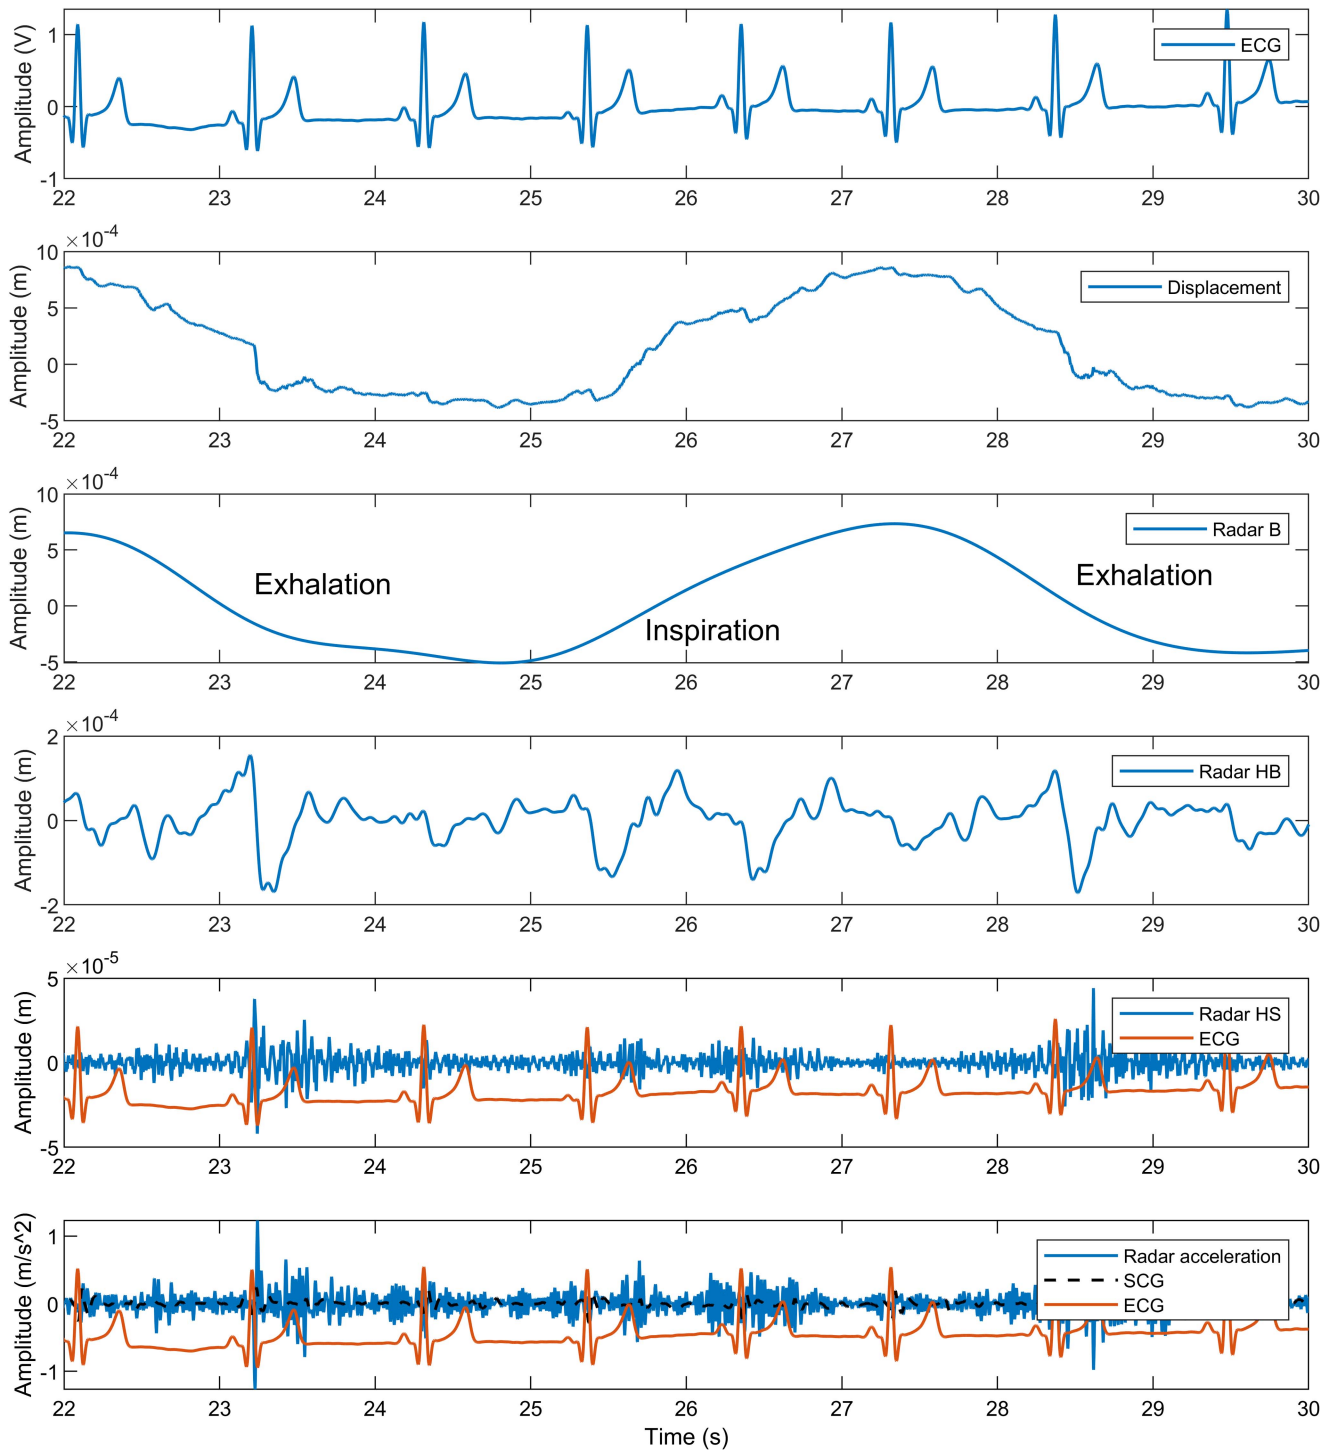 Amplitude (V)
1
0
-1
ECG
22 23 24 25 26 27 28 29 30
×10-4
Amplitude (m)
10
5
0
-5
Displacement
22 23 24 25 26 27 28 29 30
×10-4
Amplitude (m)
10
5
0
-5
Radar B
Exhalation
Inspiration
Exhalation
22 23 24 25 26 27 28 29 30
×10-4
Amplitude (m)
2
0
-2
Radar HB
22 23 24 25 26 27 28 29 30
×10-5
Amplitude (m)
5
0
-5
Radar HS
ECG
22 23 24 25 26 27 28 29 30
Amplitude (m/s^2)
1
0
-1
Radar acceleration
SCG
ECG
22 23 24 25 26 27 28 29 30
Time (s)